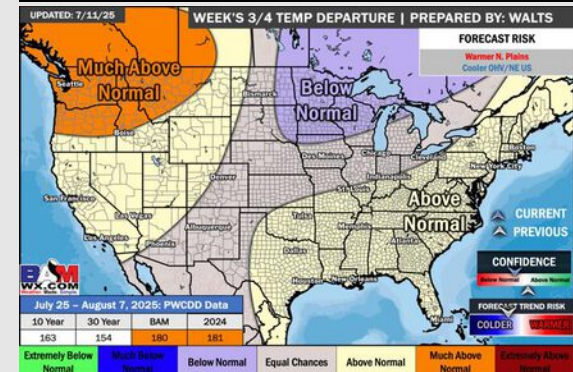 UPDATED: 7/11/25
WEEK'S 3/4 TEMP DEPARTURE | PREPARED BY: WALTS
FORECAST RISK
Warmer N. Plains
Cooler OHV/NE US
Much Above
Normal
Seattle
Below
Normal
Bismarck
Boise
Boston
Des Moines
Chicago
Cleveland
New York City
Denver
Indianapolis
St. Louis
San Francisco
Above
Normal
Las Vegas
Tulsa
Memphis
CURRENT
PREVIOUS
Los Angeles
Albuquerque
Phoenix
Atlanta
Dallas
CONFIDENCE
Below Normal
Above Normal
BAM
WX.COM
Weather Made Simple
Houston
New Orleans
July 25 – August 7, 2025: PWCDD Data
FORECAST TREND RISK
COLDER
WARMER
Miami
10 Year
30 Year
BAM
2024
163
154
180
181
Extremely Below
Normal
Much Below
Normal
Below Normal
Equal Chances
Above Normal
Much Above
Normal
Extremely Above
Normal